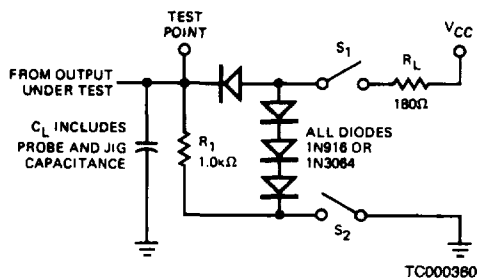 TEST
POINT
FROM OUTPUT
UNDER TEST
S1
RL
180Ω
VCC
CL INCLUDES
PROBE AND JIG
CAPACITANCE
R1
1.0kΩ
ALL DIODES
1N916 OR
1N3064
S2
TC000360